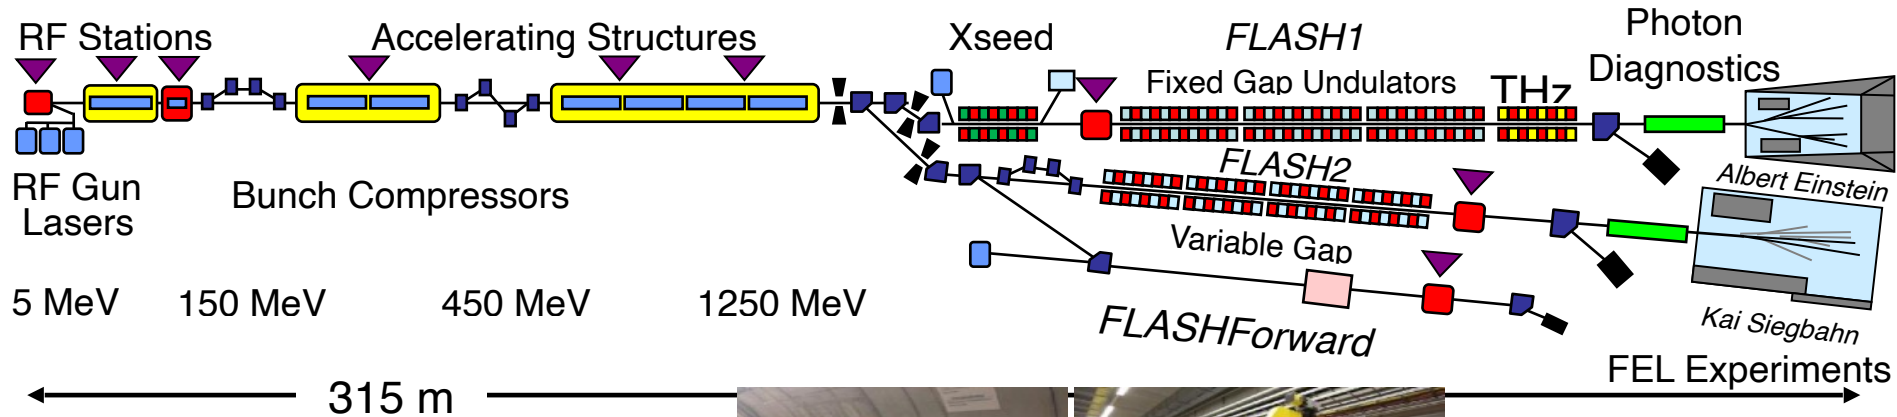 RF Stations
Accelerating Structures
Xseed
FLASH1
Photon
Diagnostics
Fixed Gap Undulators
THz
RF Gun
Lasers
Bunch Compressors
FLASH2
Albert Einstein
Variable Gap
5 MeV
150 MeV
450 MeV
1250 MeV
FLASHForward
Kai Siegbahn
FEL Experiments
315 m